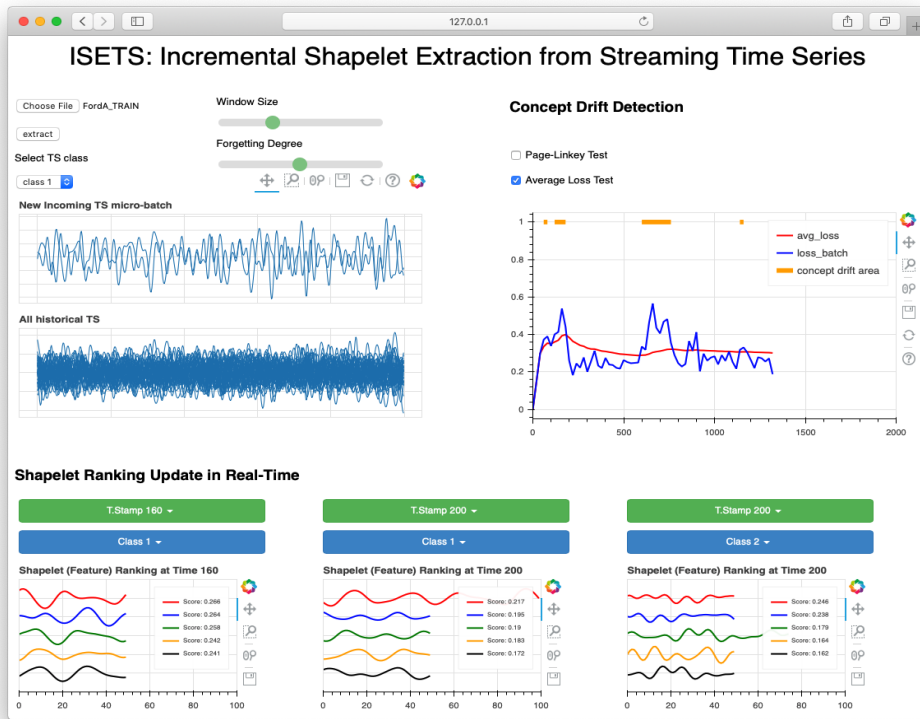 127.0.0.1
ISETS: Incremental Shapelet Extraction from Streaming Time Series
Choose File FordA_TRAIN
extract
Select TS class
class 1
Window Size
Forgetting Degree
New Incoming TS micro-batch
All historical TS
Concept Drift Detection
Page-Linkey Test
Average Loss Test
avg_loss
loss_batch
concept drift area
1
0.8
0.6
0.4
0.2
0
0 500 1000 1500 2000
Shapelet Ranking Update in Real-Time
T.Stamp 160
Class 1
Shapelet (Feature) Ranking at Time 160
Score: 0.266
Score: 0.264
Score: 0.258
Score: 0.242
Score: 0.241
0 20 40 60 80 100
T.Stamp 200
Class 1
Shapelet (Feature) Ranking at Time 200
Score: 0.217
Score: 0.195
Score: 0.19
Score: 0.183
Score: 0.172
0 20 40 60 80 100
T.Stamp 200
Class 2
Shapelet (Feature) Ranking at Time 200
Score: 0.246
Score: 0.238
Score: 0.179
Score: 0.164
Score: 0.162
0 20 40 60 80 100